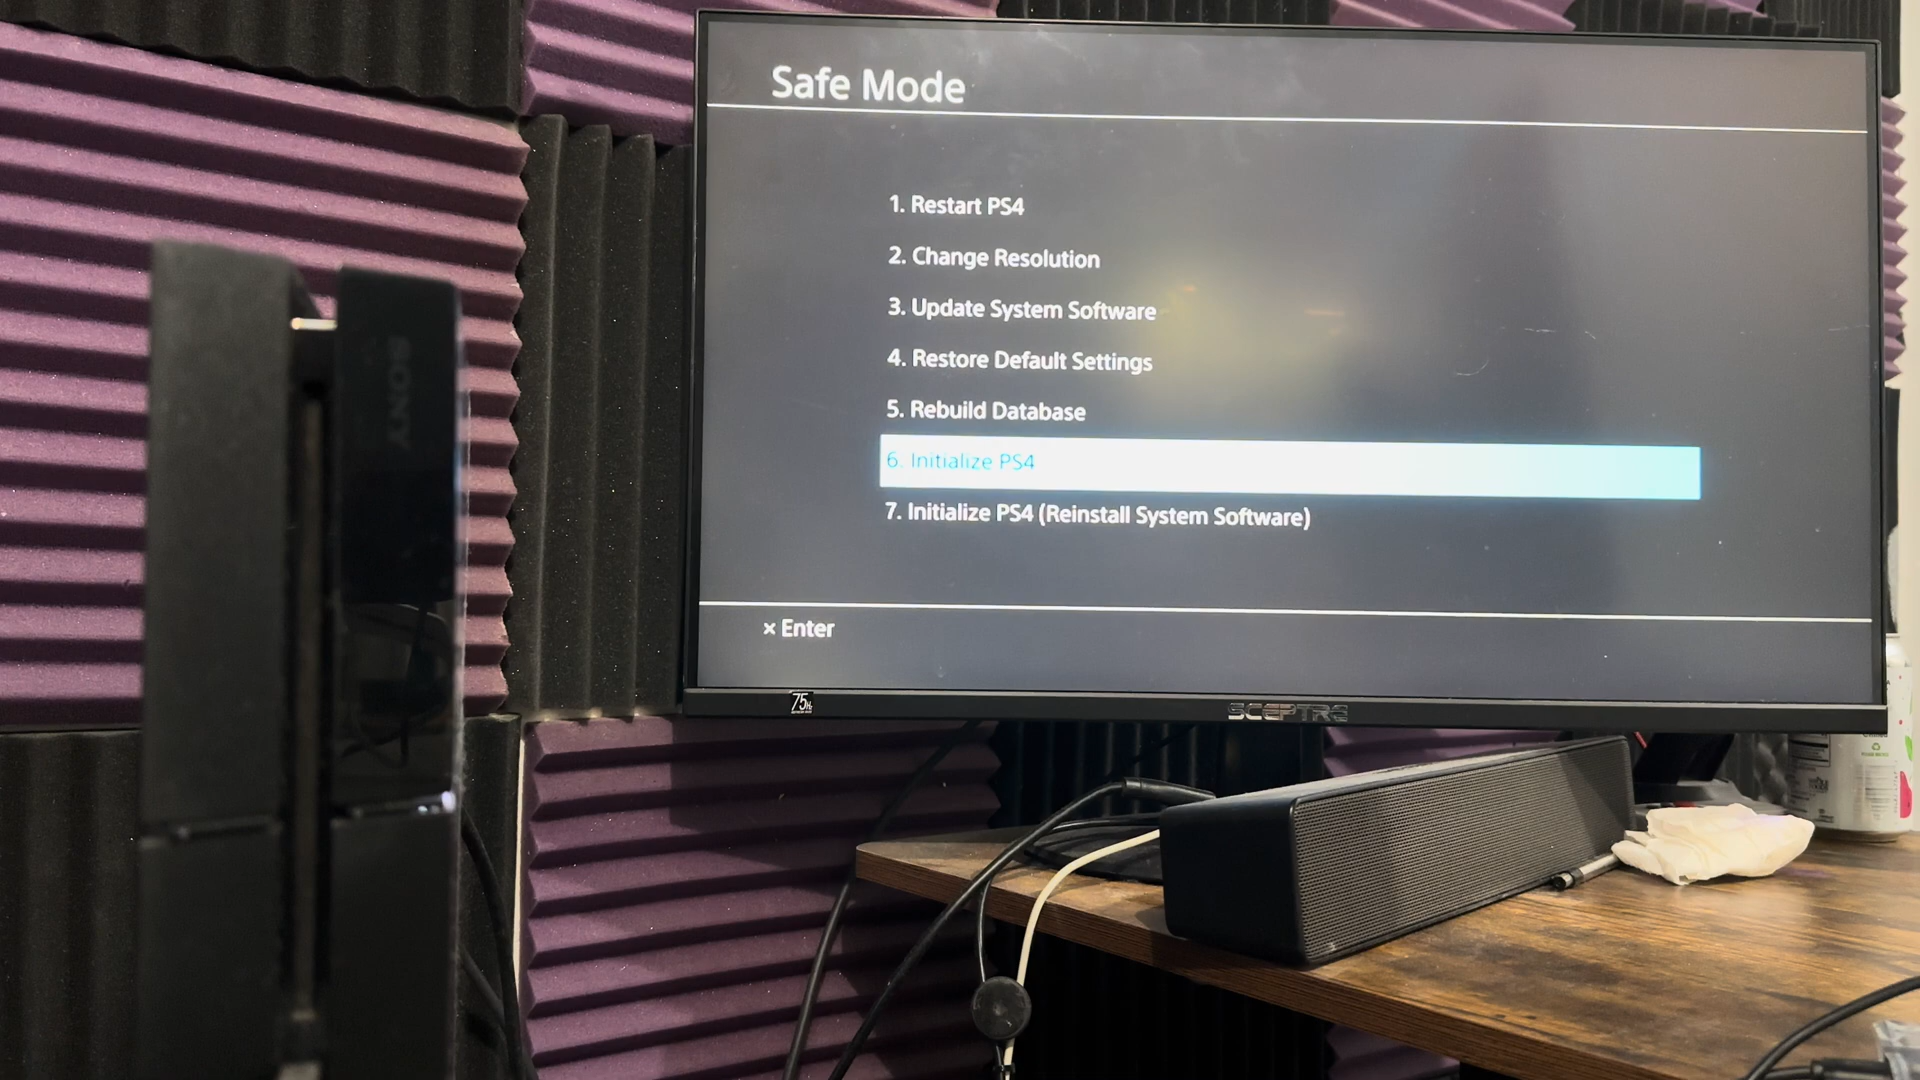 Safe Mode
1. Restart PS4
2. Change Resolution
3. Update System Software
4. Restore Default Settings
5. Rebuild Database
6. Initialize PS4
7. Initialize PS4 (Reinstall System Software)
× Enter
SONY
75Hz
SCEPTRE